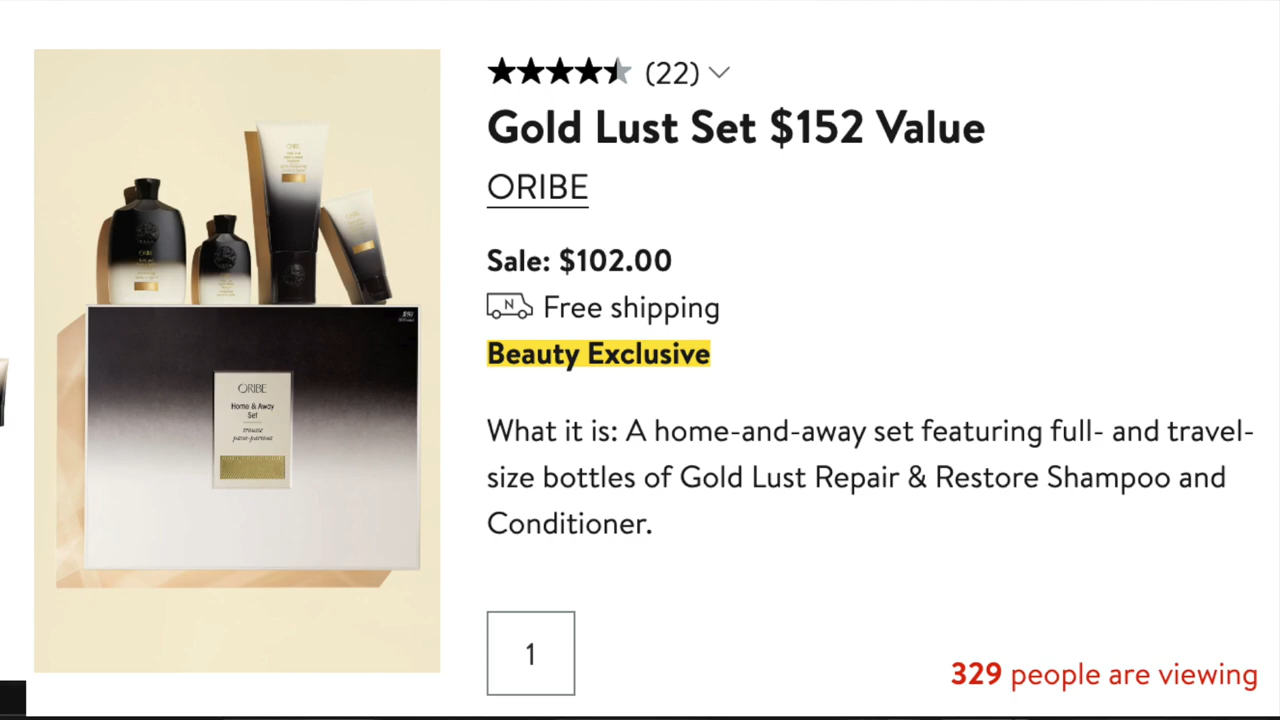 (22)
Gold Lust Set $152 Value
ORIBE
Sale: $102.00
N Free shipping
Beauty Exclusive
What it is: A home-and-away set featuring full- and travel-
size bottles of Gold Lust Repair & Restore Shampoo and
Conditioner.
1
329 people are viewing
ORIBE
ORIBE
ORIBE
Home & Away
Set